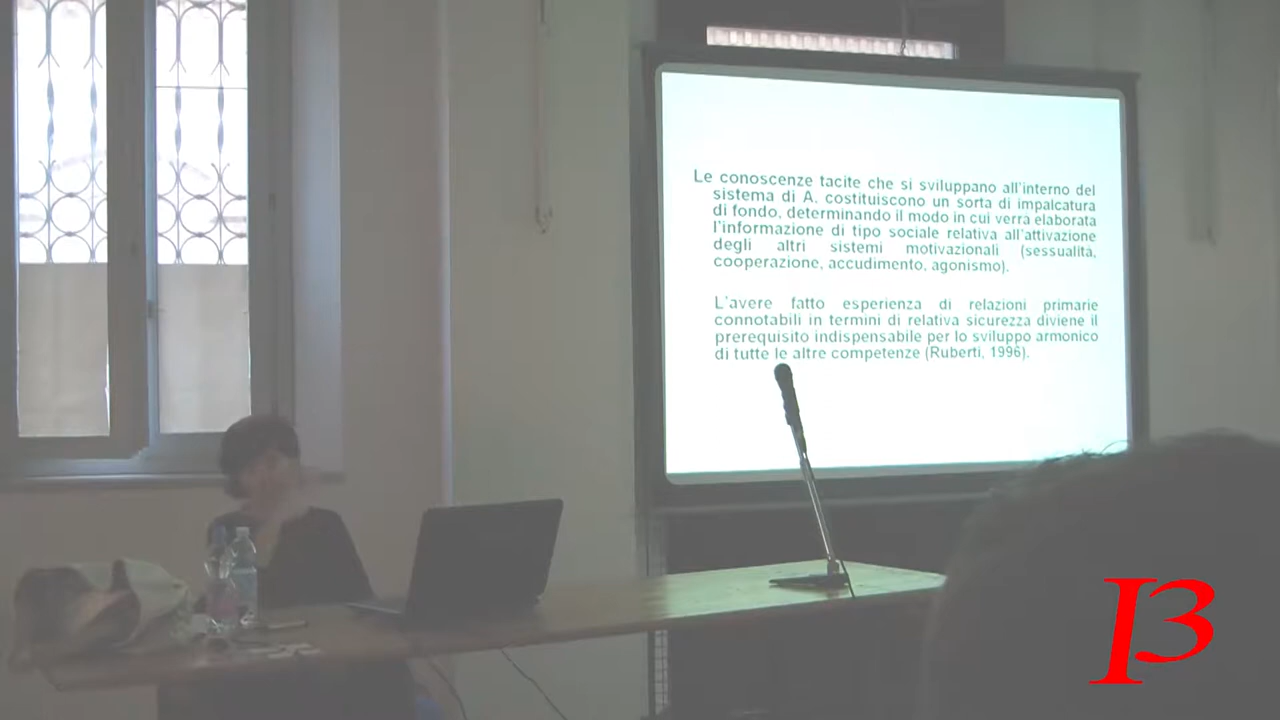 Le conoscenze tacite che si sviluppano all'interno del
sistema di A. costituiscono un sorta di impalcatura
di fondo, determinando il modo in cui verra elaborata
l'informazione di tipo sociale relativa all'attivazione
degli altri sistemi motivazionali (sessualità,
cooperazione, accudimento, agonismo).
L'avere fatto esperienza di relazioni primarie
connotabili in termini di relativa sicurezza diviene il
prerequisito indispensabile per lo sviluppo armonico
di tutte le altre competenze (Ruberti, 1996).
13